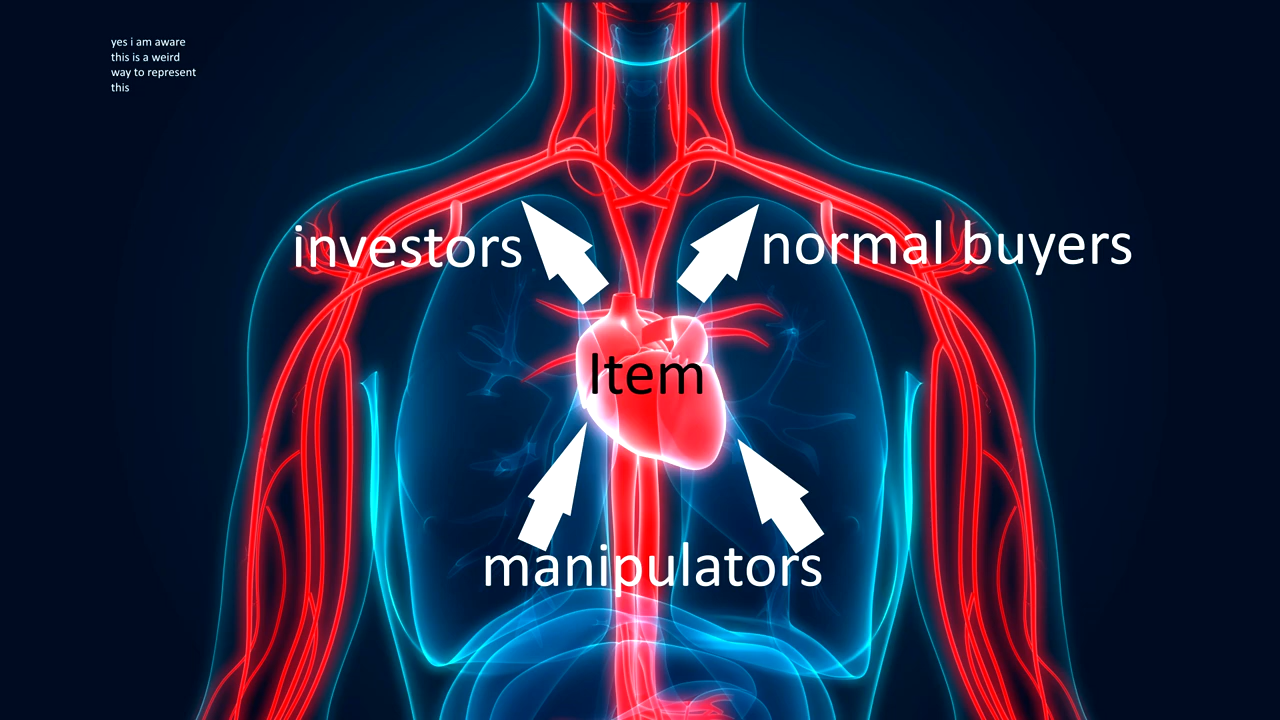 yes i am aware
this is a weird
way to represent
this
investors
normal buyers
Item
manipulators